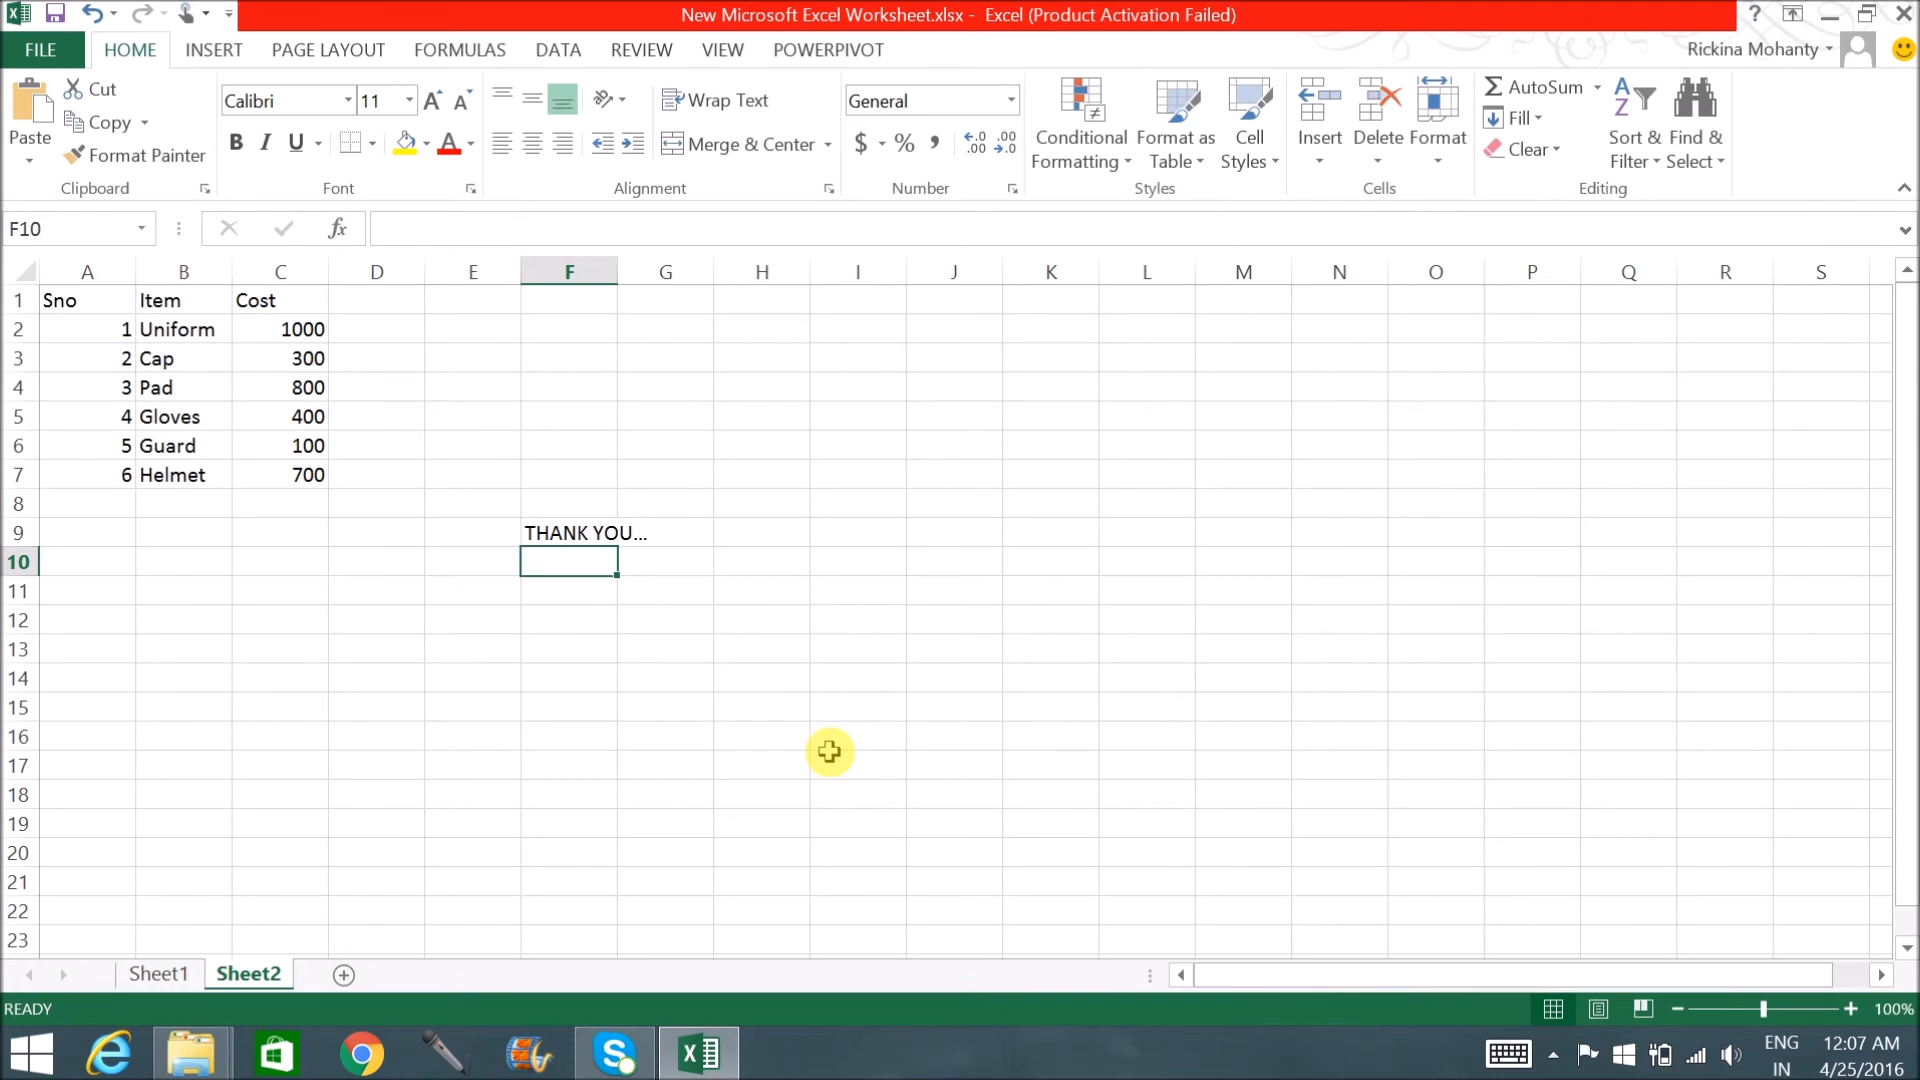 New Microsoft Excel Worksheet.xlsx - Excel (Product Activation Failed)
FILE HOME INSERT PAGE LAYOUT FORMULAS DATA REVIEW VIEW POWERPIVOT Rickina Mohanty
Paste Cut Copy Format Painter
Clipboard
Calibri 11
B I U A
Font
Wrap Text
Merge & Center
Alignment
General
$ % ,
Number
Conditional Formatting
Format as Table
Cell Styles
Styles
Insert Delete Format
Cells
AutoSum
Fill
Clear
Sort & Filter
Find & Select
Editing
F10 fx
A B C D E F G H I J K L M N O P Q R S
1 Sno Item Cost
2 1 Uniform 1000
3 2 Cap 300
4 3 Pad 800
5 4 Gloves 400
6 5 Guard 100
7 6 Helmet 700
8
9 THANK YOU...
10
11
12
13
14
15
16
17
18
19
20
21
22
23
Sheet1 Sheet2
READY 100%
ENG 12:07 AM
IN 4/25/2016